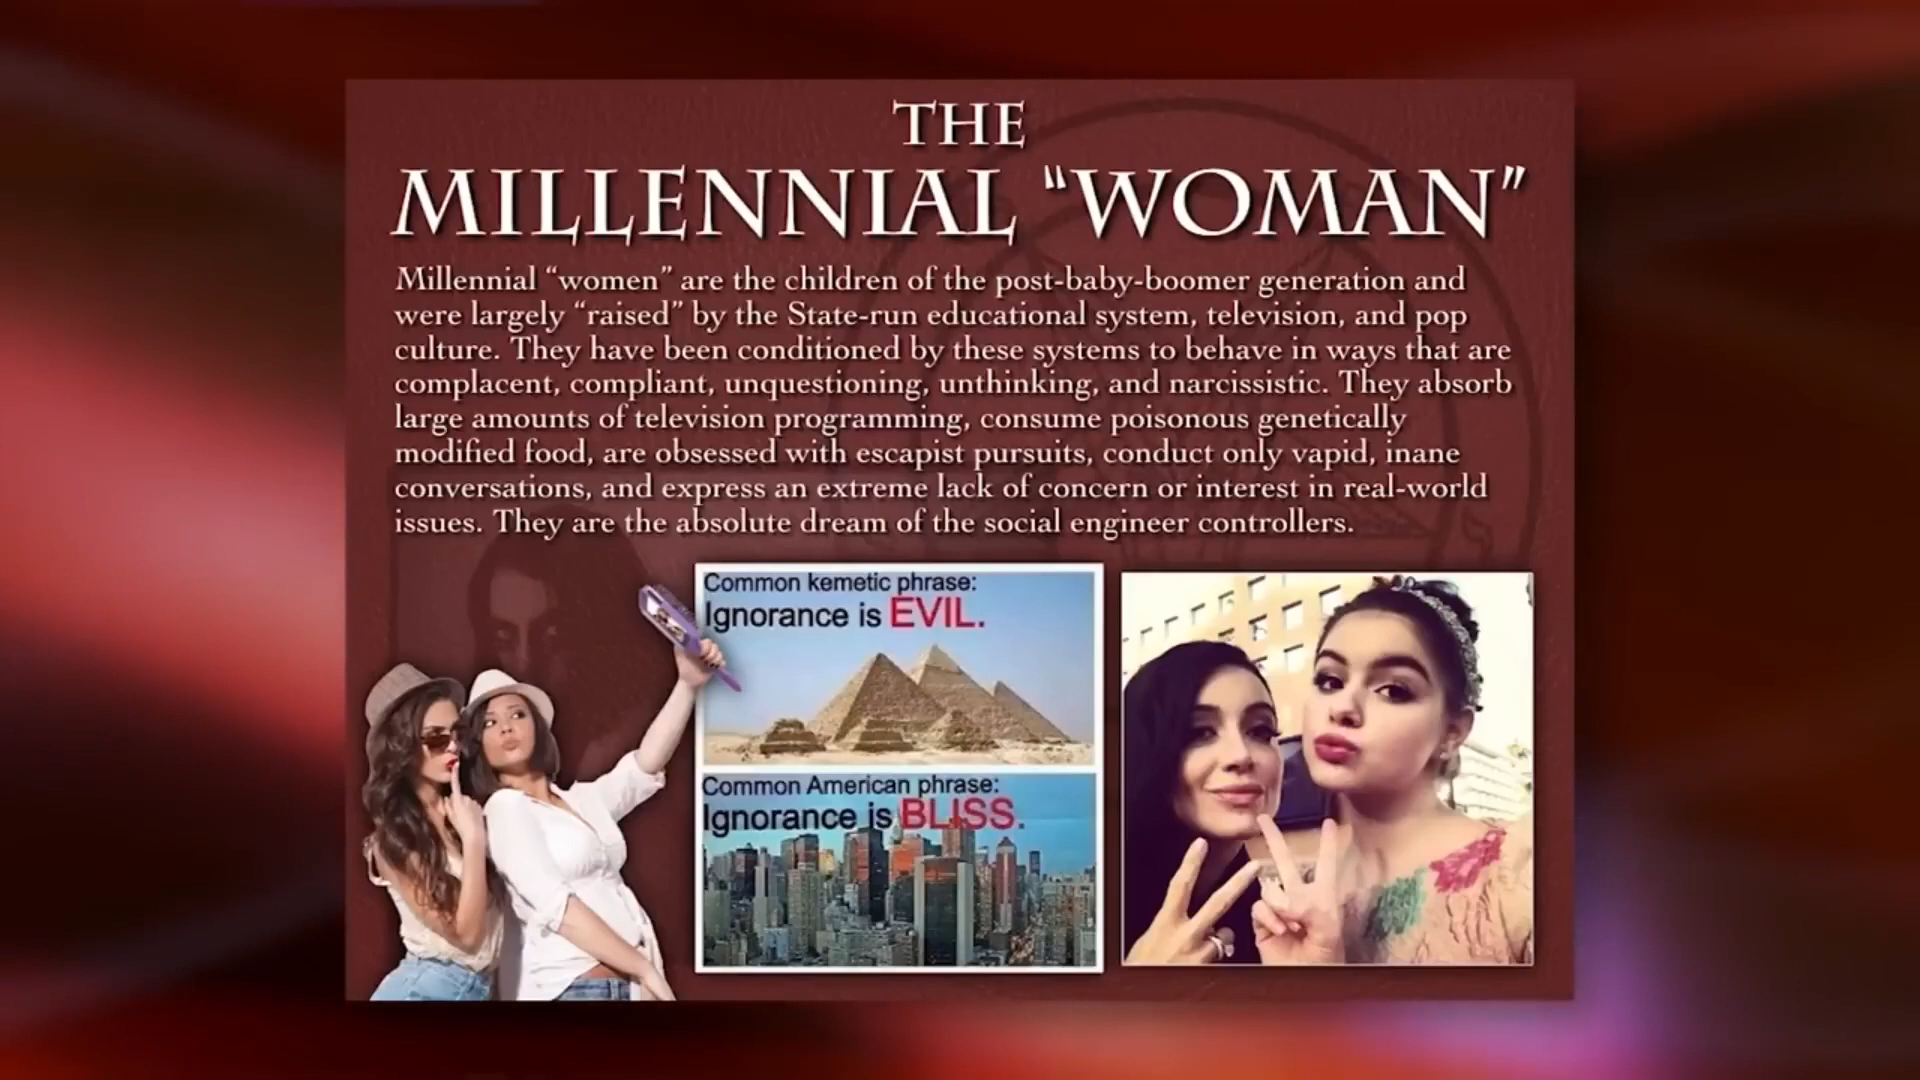 THE
MILLENNIAL “WOMAN”
Millennial “women” are the children of the post-baby-boomer generation and
were largely “raised” by the State-run educational system, television, and pop
culture. They have been conditioned by these systems to behave in ways that are
complacent, compliant, unquestioning, unthinking, and narcissistic. They absorb
large amounts of television programming, consume poisonous genetically
modified food, are obsessed with escapist pursuits, conduct only vapid, inane
conversations, and express an extreme lack of concern or interest in real-world
issues. They are the absolute dream of the social engineer controllers.
Common kemetic phrase:
Ignorance is EVIL.
Common American phrase:
Ignorance is BLISS.